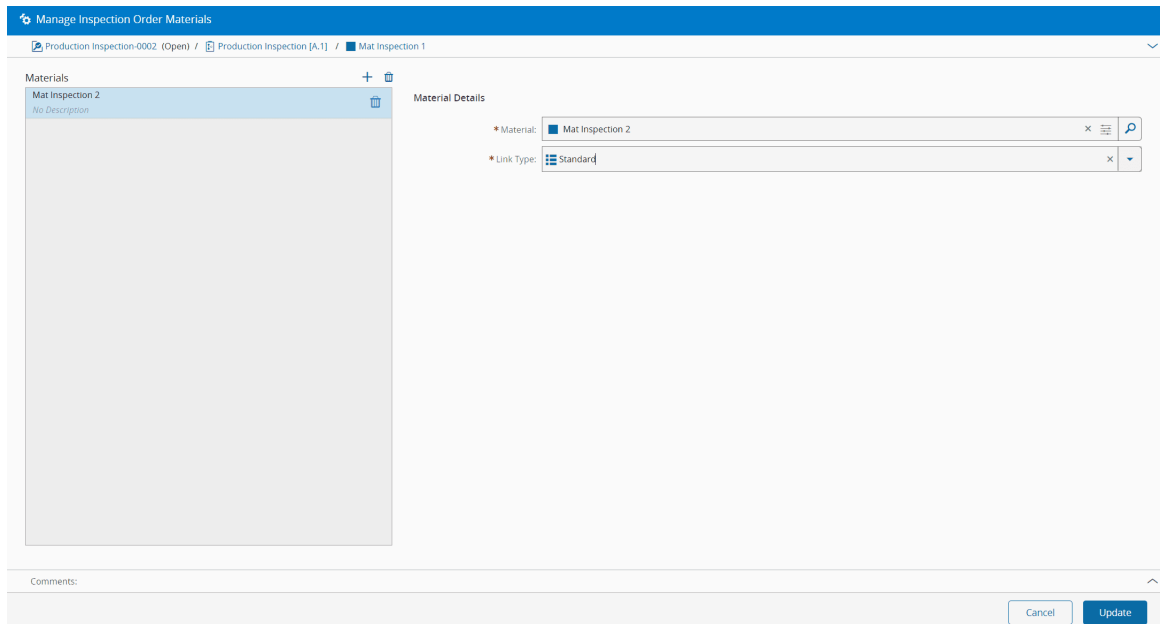 Manage Inspection Order Materials
Production Inspection-0002 (Open) / Production Inspection [A.1] / Mat Inspection 1
Materials
Mat Inspection 2
No Description
Material Details
*Material: Mat Inspection 2
*Link Type: Standard
Comments:
Cancel Update